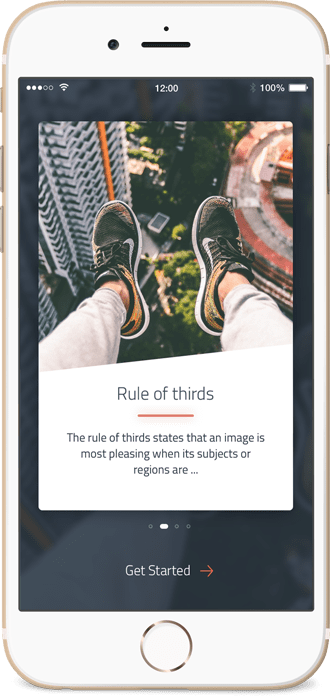 12:00
100%
Rule of thirds
The rule of thirds states that an image is
most pleasing when its subjects or
regions are ...
Get Started